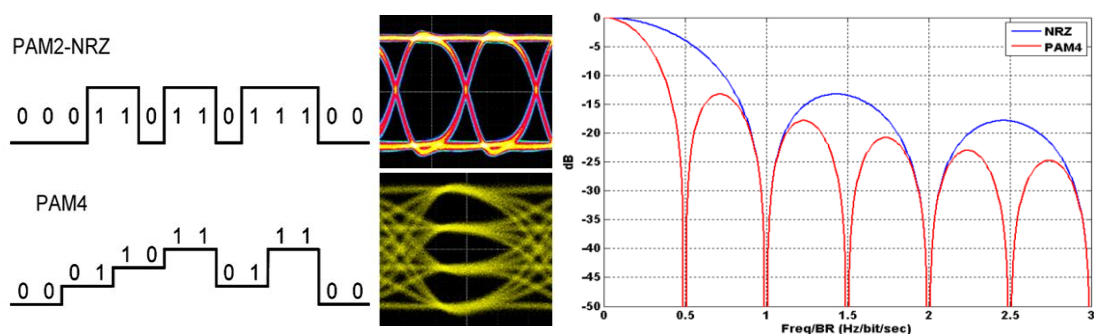 PAM2-NRZ
0 0 0 1 1 0 1 1 0 1 1 1 0 0
PAM4
0 0 0 1 1 0 1 1 0 1 1 1 0 0
NRZ
PAM4
0
-5
-10
-15
-20
-25
-30
-35
-40
-45
-50
dB
0 0.5 1 1.5 2 2.5 3
Freq/BR (Hz/bit/sec)